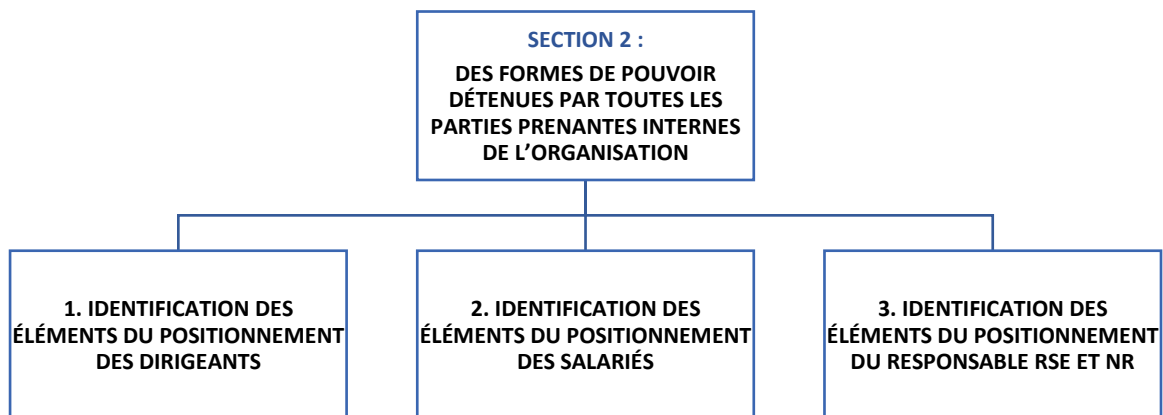 SECTION 2 :
DES FORMES DE POUVOIR
DÉTENUES PAR TOUTES LES
PARTIES PRENANTES INTERNES
DE L’ORGANISATION
1. IDENTIFICATION DES
ÉLÉMENTS DU POSITIONNEMENT
DES DIRIGEANTS
2. IDENTIFICATION DES
ÉLÉMENTS DU POSITIONNEMENT
DES SALARIÉS
3. IDENTIFICATION DES
ÉLÉMENTS DU POSITIONNEMENT
DU RESPONSABLE RSE ET NR